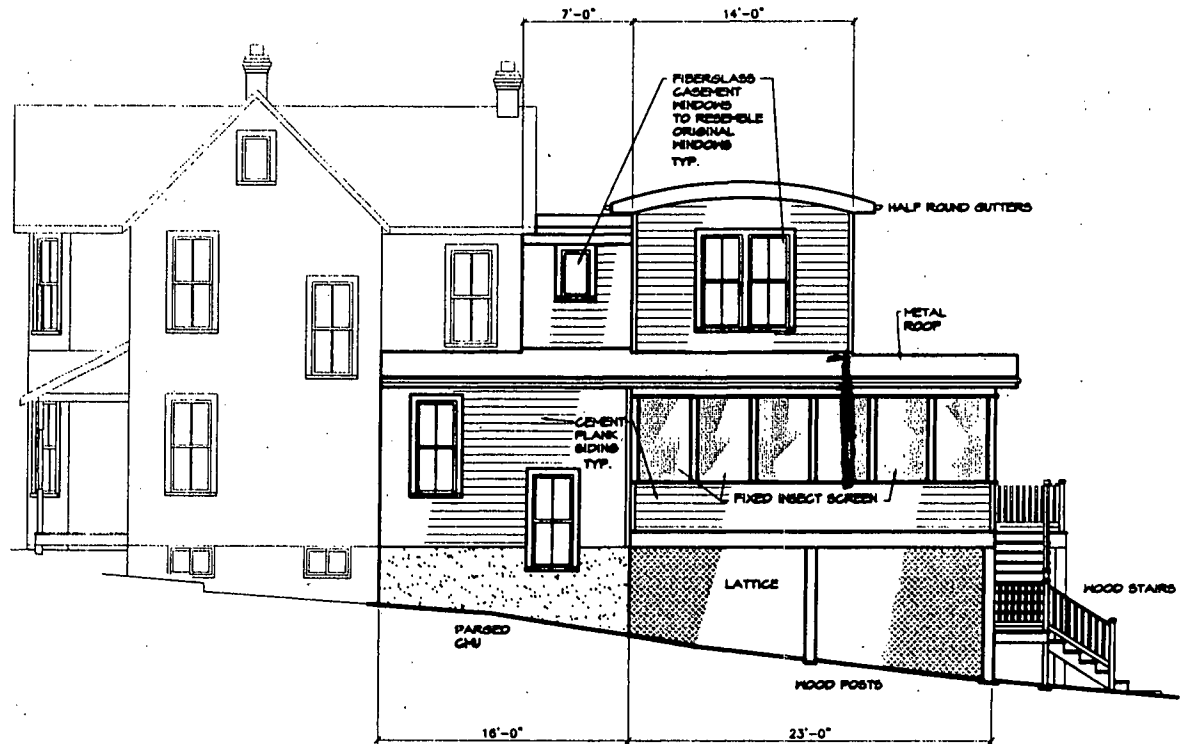 7'-0"
14'-0"
FIBERGLASS
CASEMENT
WINDOWS
TO RESEMBLE
ORIGINAL
WINDOWS
TYP.
HALF ROUND GUTTERS
METAL
ROOF
CEMENT
PLANK
SIDING
TYP.
FIXED INSECT SCREEN
LATTICE
WOOD STAIRS
PARGED
CMU
WOOD POSTS
16'-0"
23'-0"